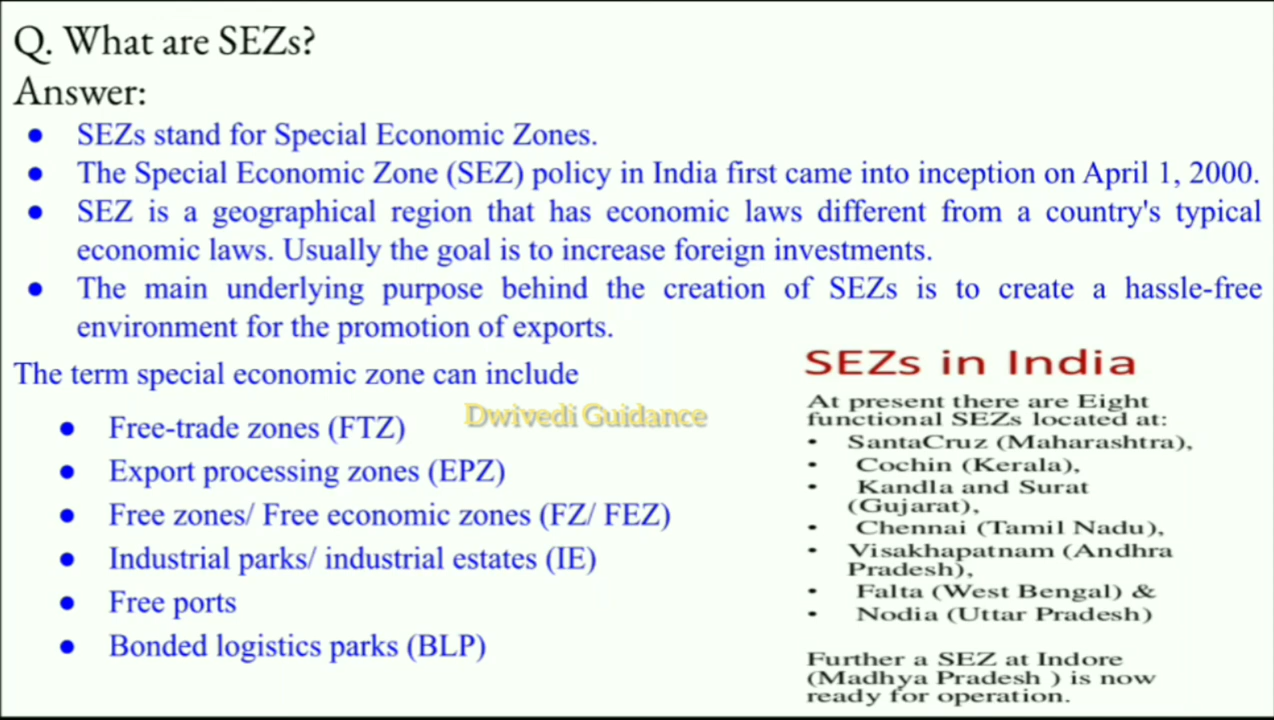 Q. What are SEZs?
Answer:
● SEZs stand for Special Economic Zones.
● The Special Economic Zone (SEZ) policy in India first came into inception on April 1, 2000.
● SEZ is a geographical region that has economic laws different from a country's typical
economic laws. Usually the goal is to increase foreign investments.
● The main underlying purpose behind the creation of SEZs is to create a hassle-free
environment for the promotion of exports.
The term special economic zone can include
● Free-trade zones (FTZ)
● Export processing zones (EPZ)
● Free zones/ Free economic zones (FZ/ FEZ)
● Industrial parks/ industrial estates (IE)
● Free ports
● Bonded logistics parks (BLP)
Dwivedi Guidance
SEZs in India
At present there are Eight
functional SEZs located at:
• SantaCruz (Maharashtra),
• Cochin (Kerala),
• Kandla and Surat
(Gujarat),
• Chennai (Tamil Nadu),
• Visakhapatnam (Andhra
Pradesh),
• Falta (West Bengal) &
• Nodia (Uttar Pradesh)
Further a SEZ at Indore
(Madhya Pradesh ) is now
ready for operation.